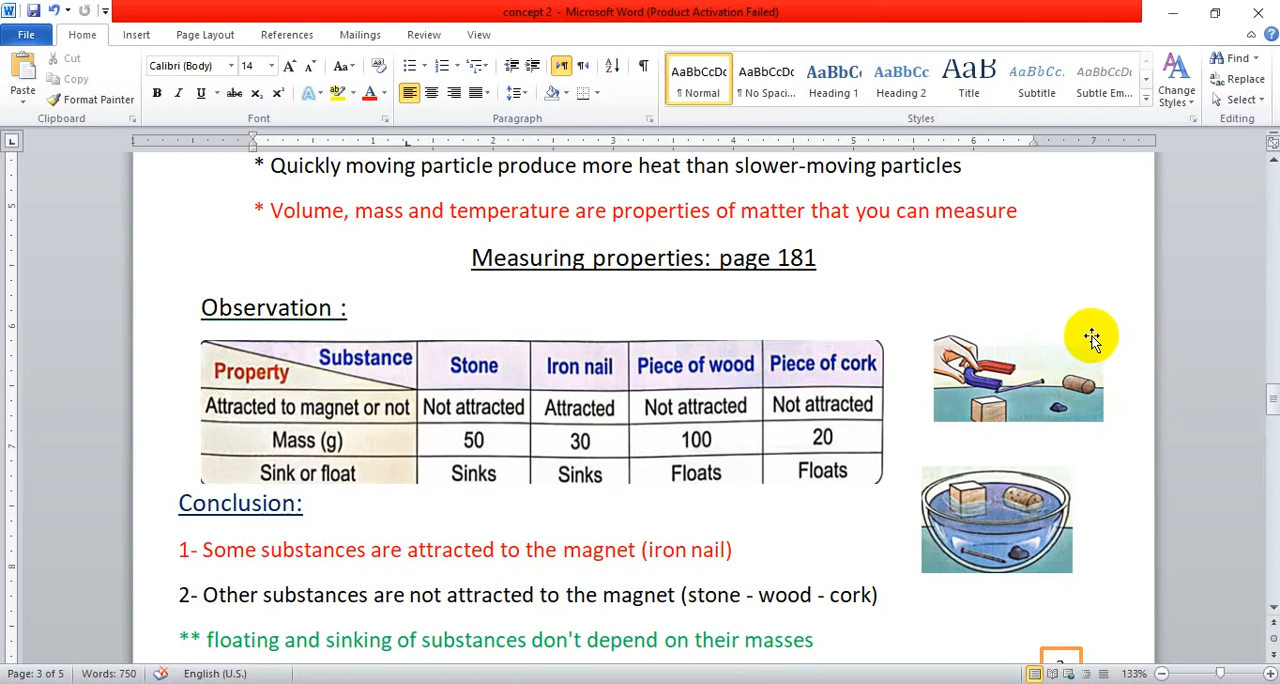 concept 2 - Microsoft Word (Product Activation Failed)
File Home Insert Page Layout References Mailings Review View
Paste
Cut
Copy
Format Painter
Clipboard
Calibri (Body) 14
Font
Paragraph
AaBbCcDc AaBbCcDc AaBbC AaBbCc AaB AaBbCc. AaBbCcDc
¶ Normal ¶ No Spaci... Heading 1 Heading 2 Title Subtitle Subtle Em...
Change Styles
Styles
Find
Replace
Select
Editing
1 2 3 4 5 6 7
* Quickly moving particle produce more heat than slower-moving particles
* Volume, mass and temperature are properties of matter that you can measure
Measuring properties: page 181
Observation :
Property Substance Stone Iron nail Piece of wood Piece of cork
Attracted to magnet or not Not attracted Attracted Not attracted Not attracted
Mass (g) 50 30 100 20
Sink or float Sinks Sinks Floats Floats
Conclusion:
1- Some substances are attracted to the magnet (iron nail)
2- Other substances are not attracted to the magnet (stone - wood - cork)
** floating and sinking of substances don't depend on their masses
Page: 3 of 5 Words: 750 English (U.S.) 133%